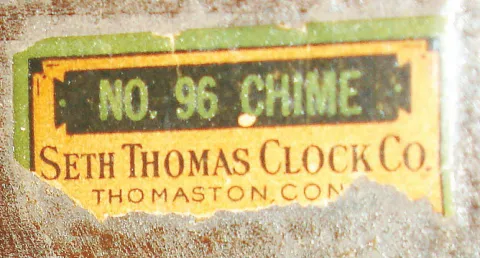 NO. 96 CHIME
SETH THOMAS CLOCK CO.
THOMASTON, CON